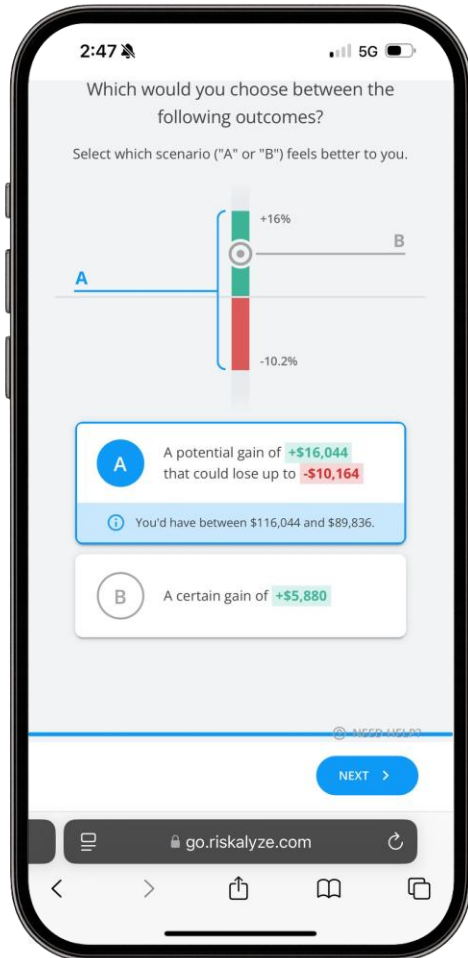 2:47
5G
Which would you choose between the
following outcomes?
Select which scenario ("A" or "B") feels better to you.
+16%
B
A
-10.2%
A
A potential gain of +$16,044
that could lose up to -$10,164
You'd have between $116,044 and $89,836.
B
A certain gain of +$5,880
NEED HELP?
NEXT >
go.riskalyze.com